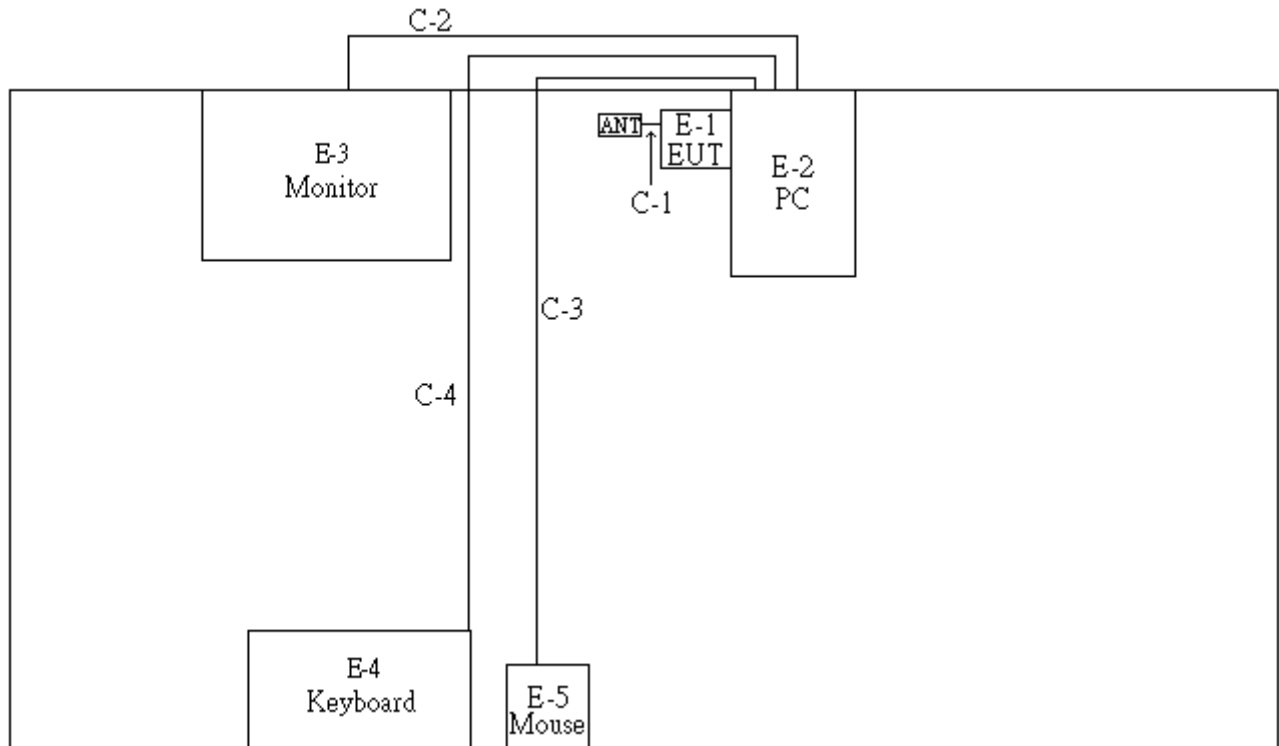 C-2
ANT
E-1
EUT
E-3
Monitor
E-2
PC
C-1
C-3
C-4
E-4
Keyboard
E-5
Mouse